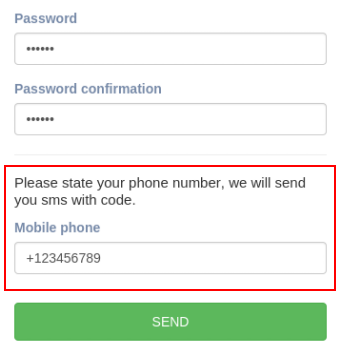 Password
••••••
Password confirmation
••••••
Please state your phone number, we will send
you sms with code.
Mobile phone
+123456789
SEND